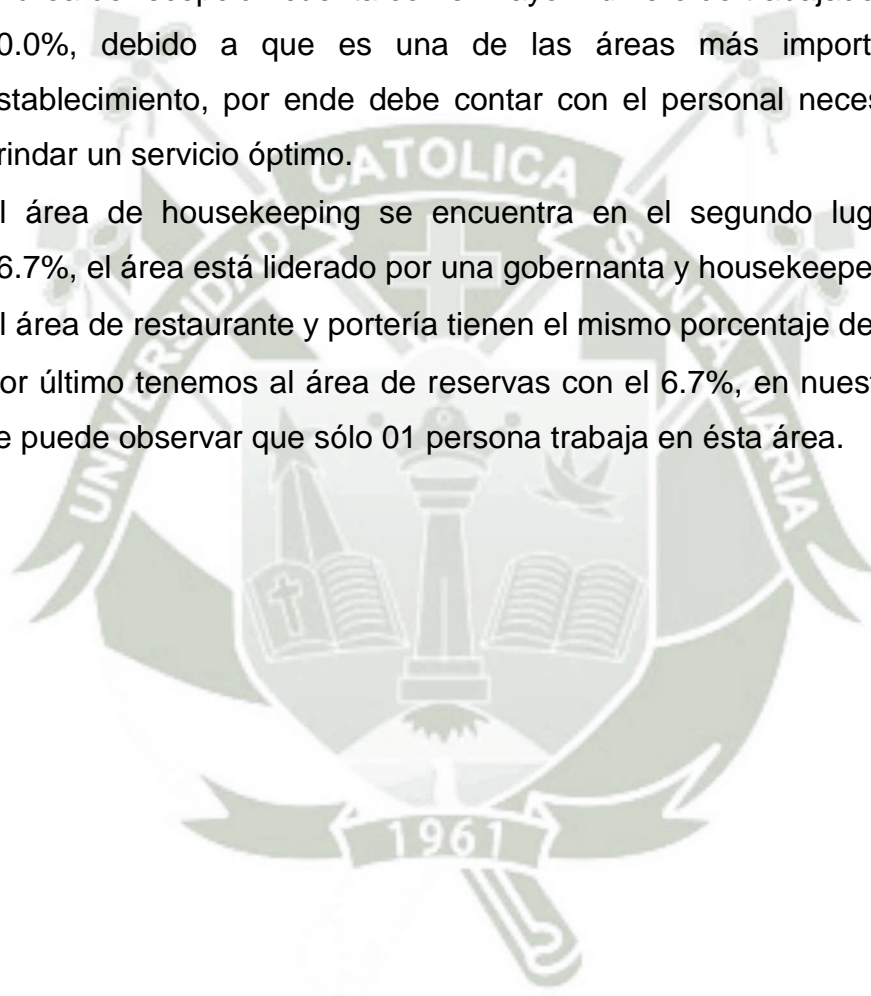 0.0%, debido a que es una de las áreas más import
stablecimiento, por ende debe contar con el personal neces
rindar un servicio óptimo.
l área de housekeeping se encuentra en el segundo lug
6.7%, el área está liderado por una gobernanta y housekeepe
l área de restaurante y portería tienen el mismo porcentaje de
or último tenemos al área de reservas con el 6.7%, en nuest
e puede observar que sólo 01 persona trabaja en ésta área.
UNIVERSIDAD CATOLICA SANTA MARIA
1961